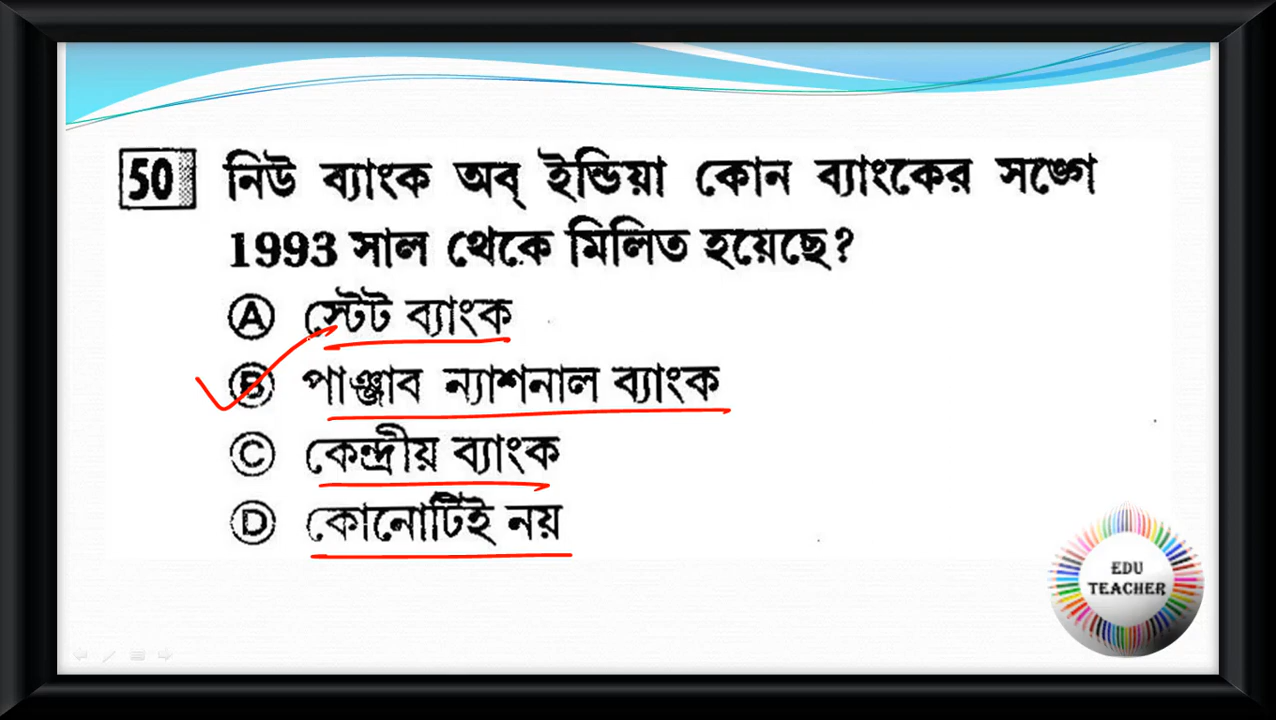 50 নিউ ব্যাংক অব্ ইন্ডিয়া কোন ব্যাংকের সঙ্গে
1993 সাল থেকে মিলিত হয়েছে?
A স্টেট ব্যাংক
B পাঞ্জাব ন্যাশনাল ব্যাংক
C কেন্দ্রীয় ব্যাংক
D কোনোটিই নয়
EDU
TEACHER